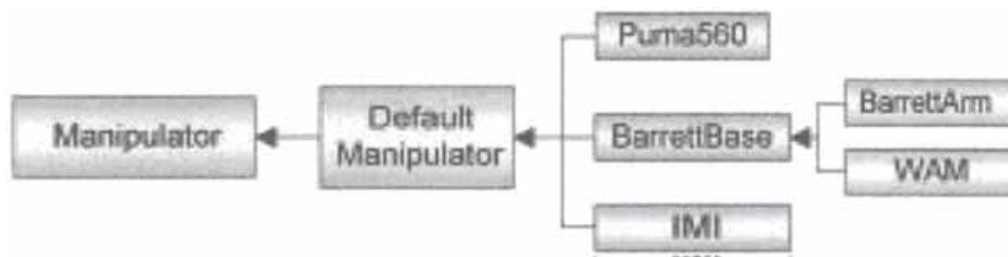 Puma560
Manipulator
Default
Manipulator
BarrettBase
BarrettArm
WAM
IMI